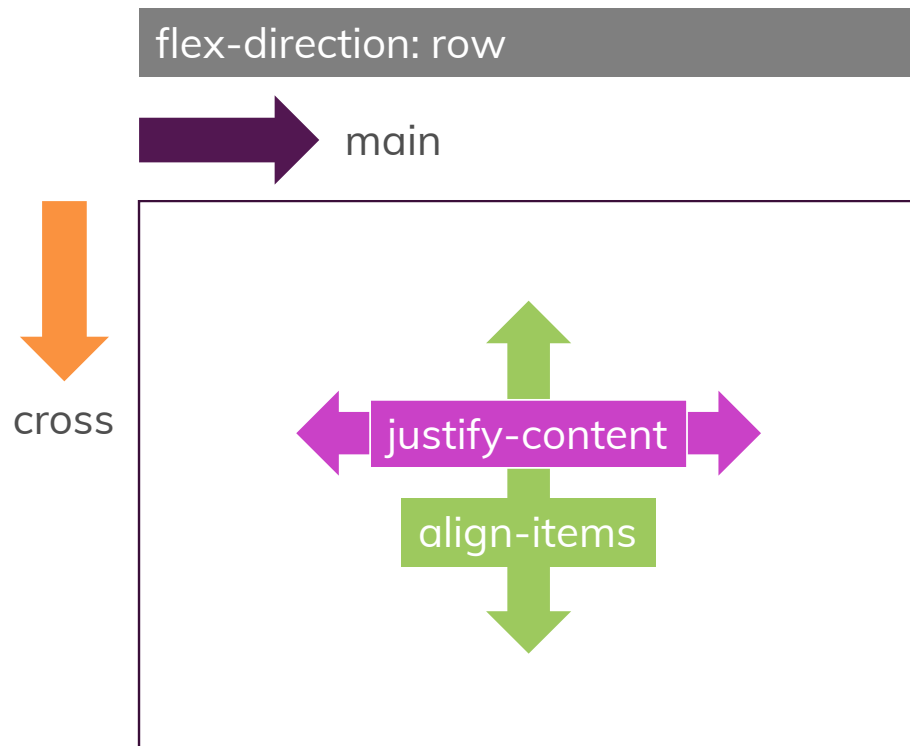 flex-direction: row
main
cross
justify-content
align-items